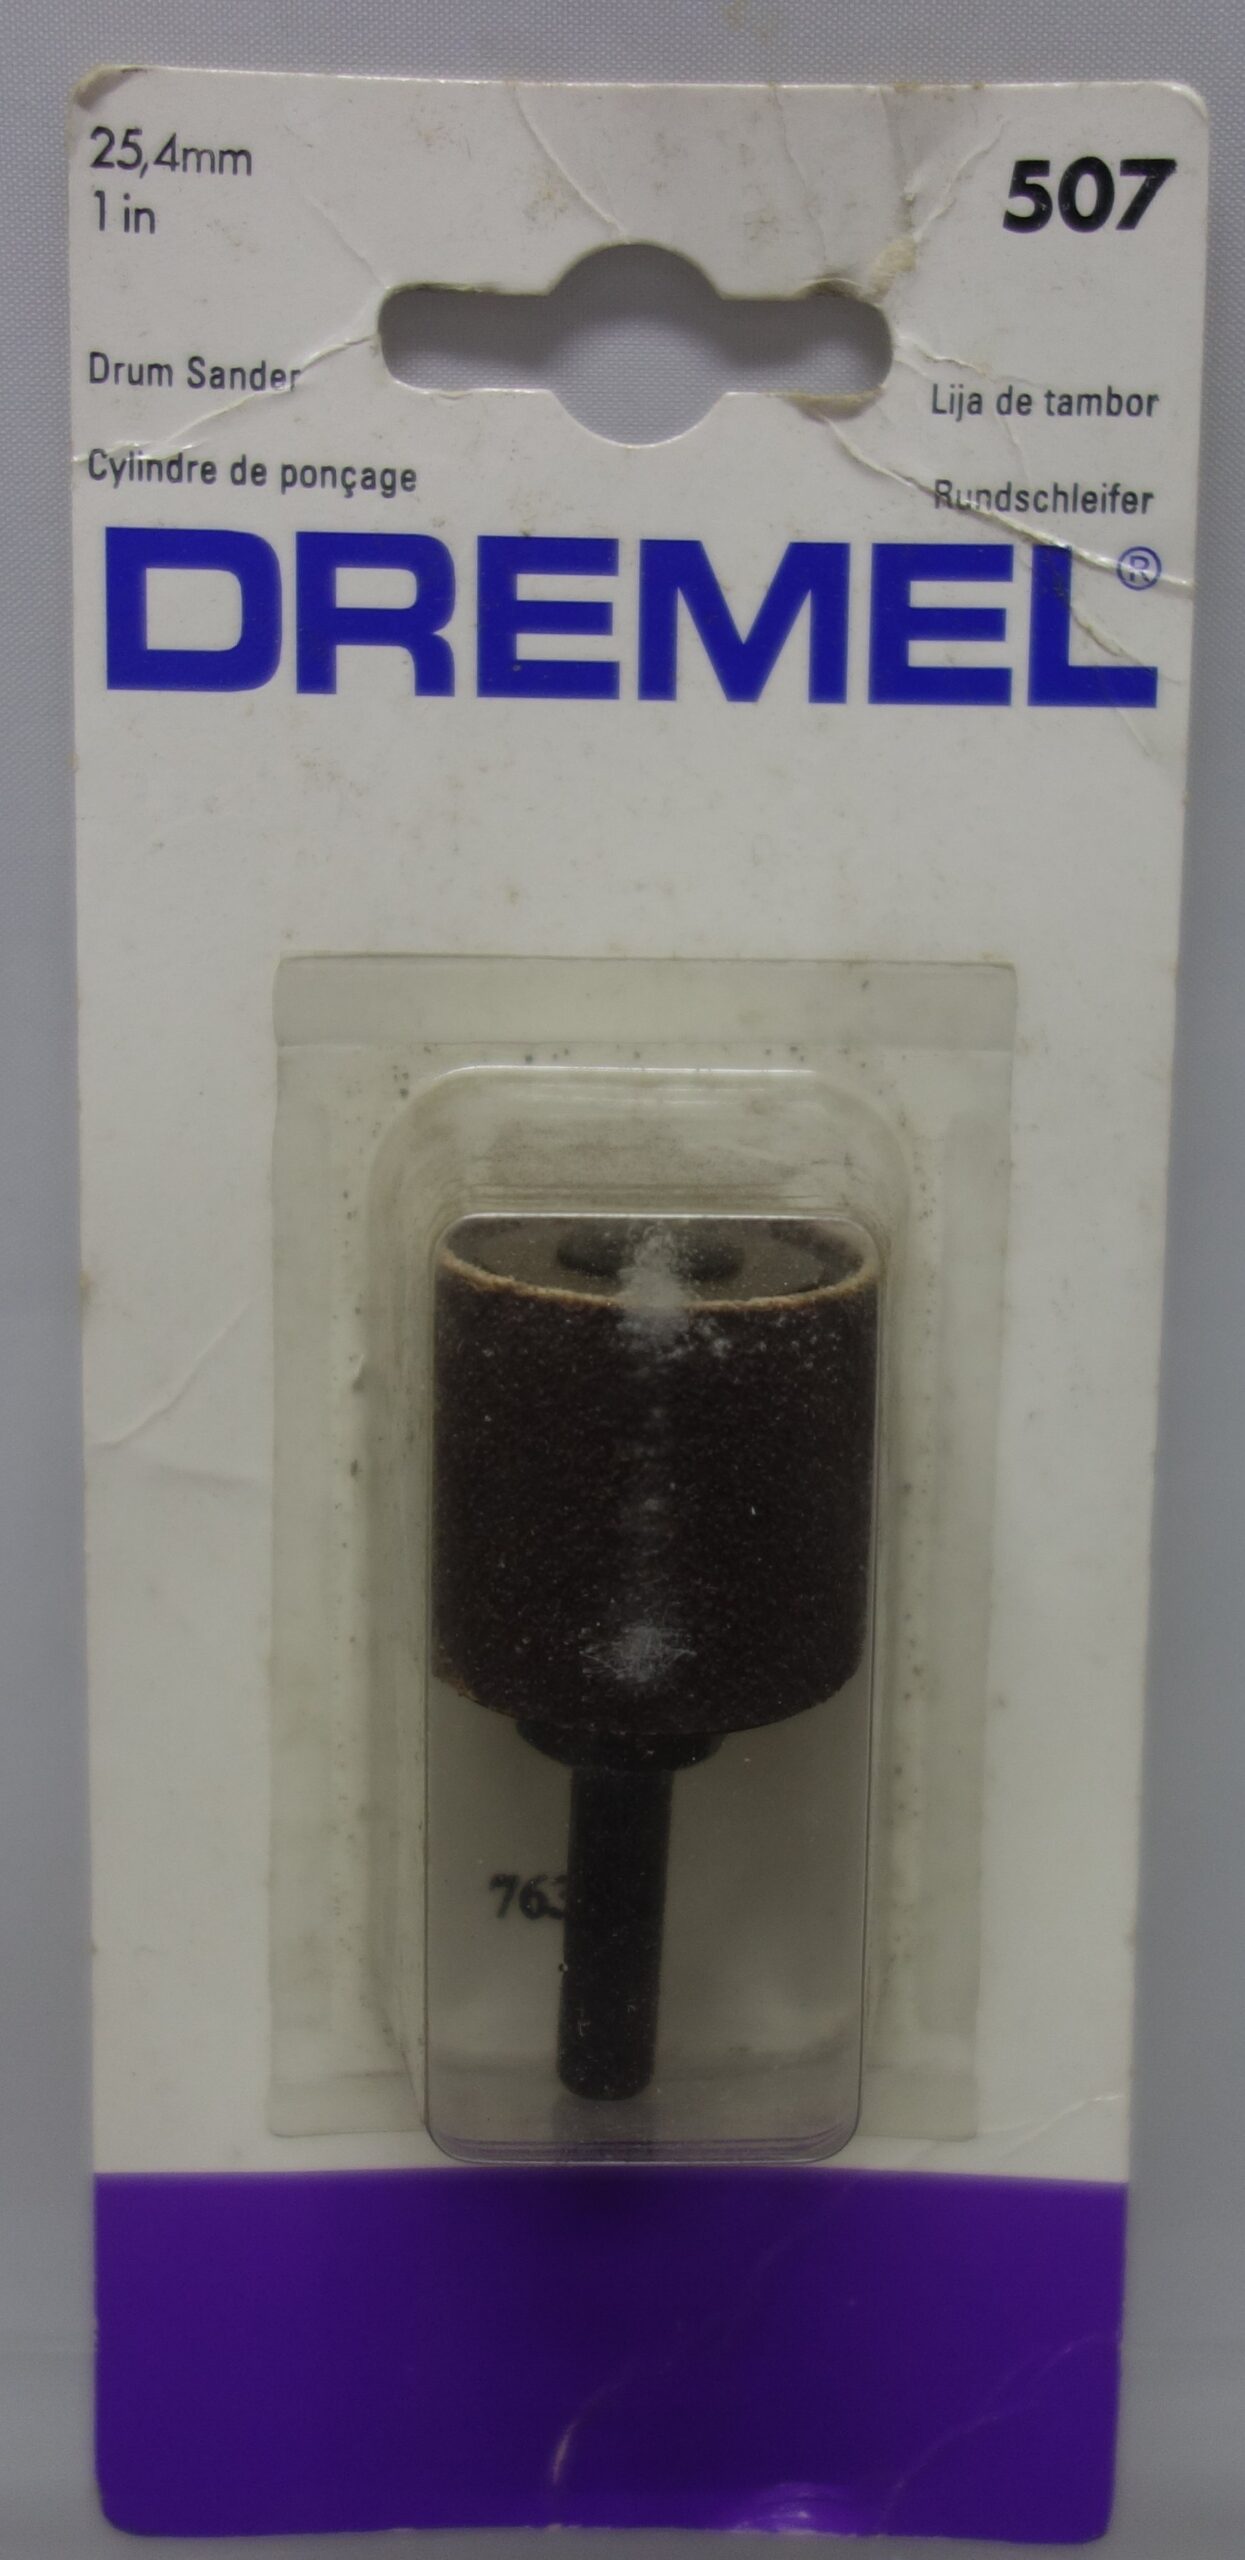 25,4mm
1 in
507
Drum Sander
Lija de tambor
Cylindre de ponçage
Rundschleifer
DREMEL®